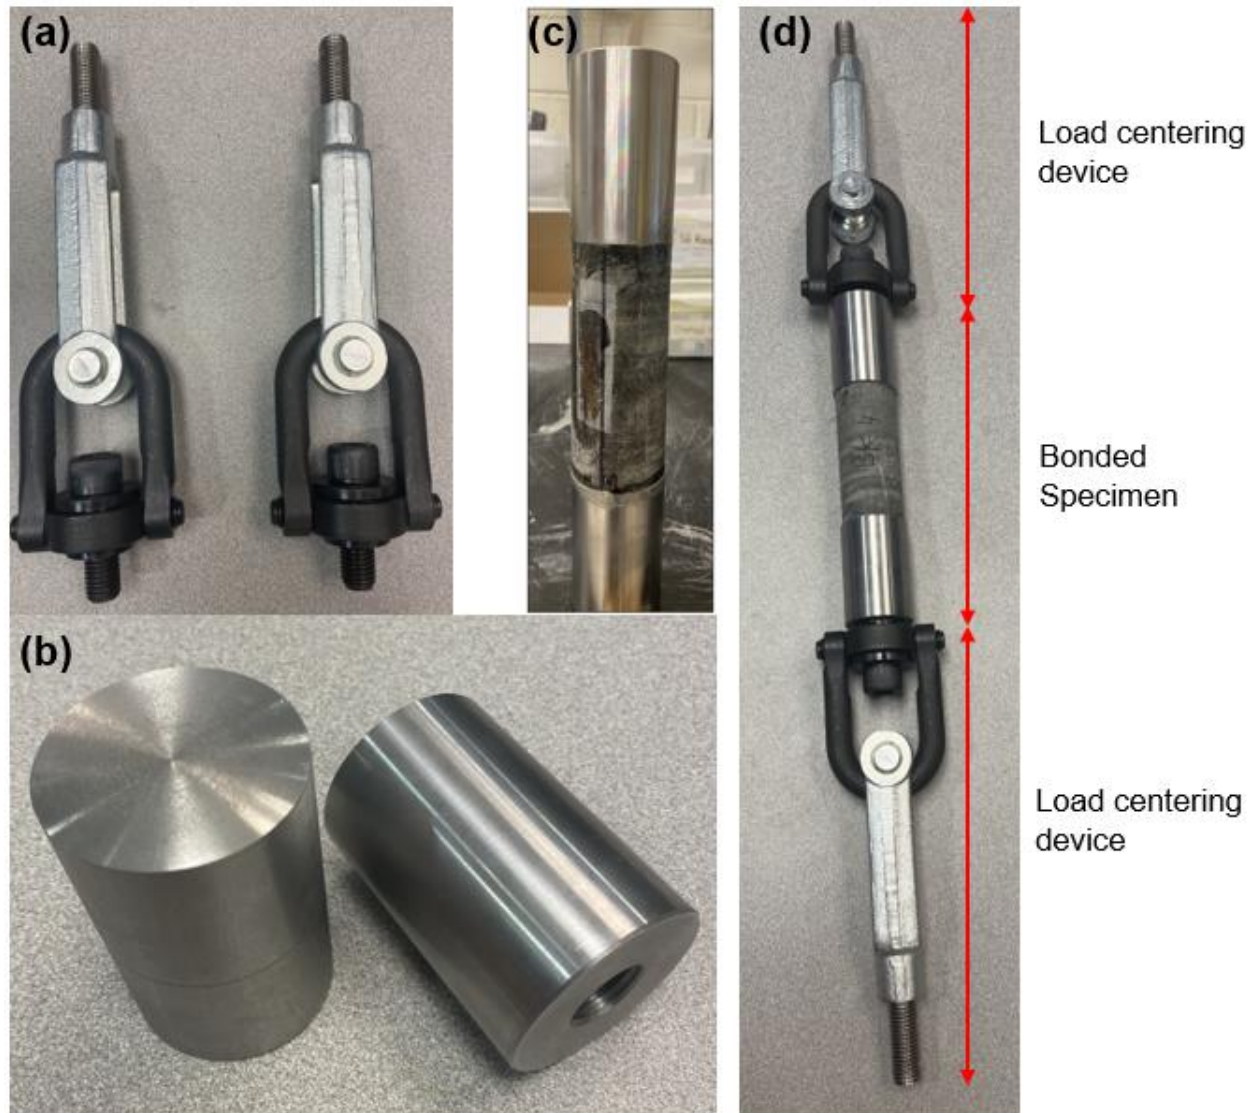 (a)
(c)
(d)
Load centering
device
Bonded
Specimen
(b)
Load centering
device